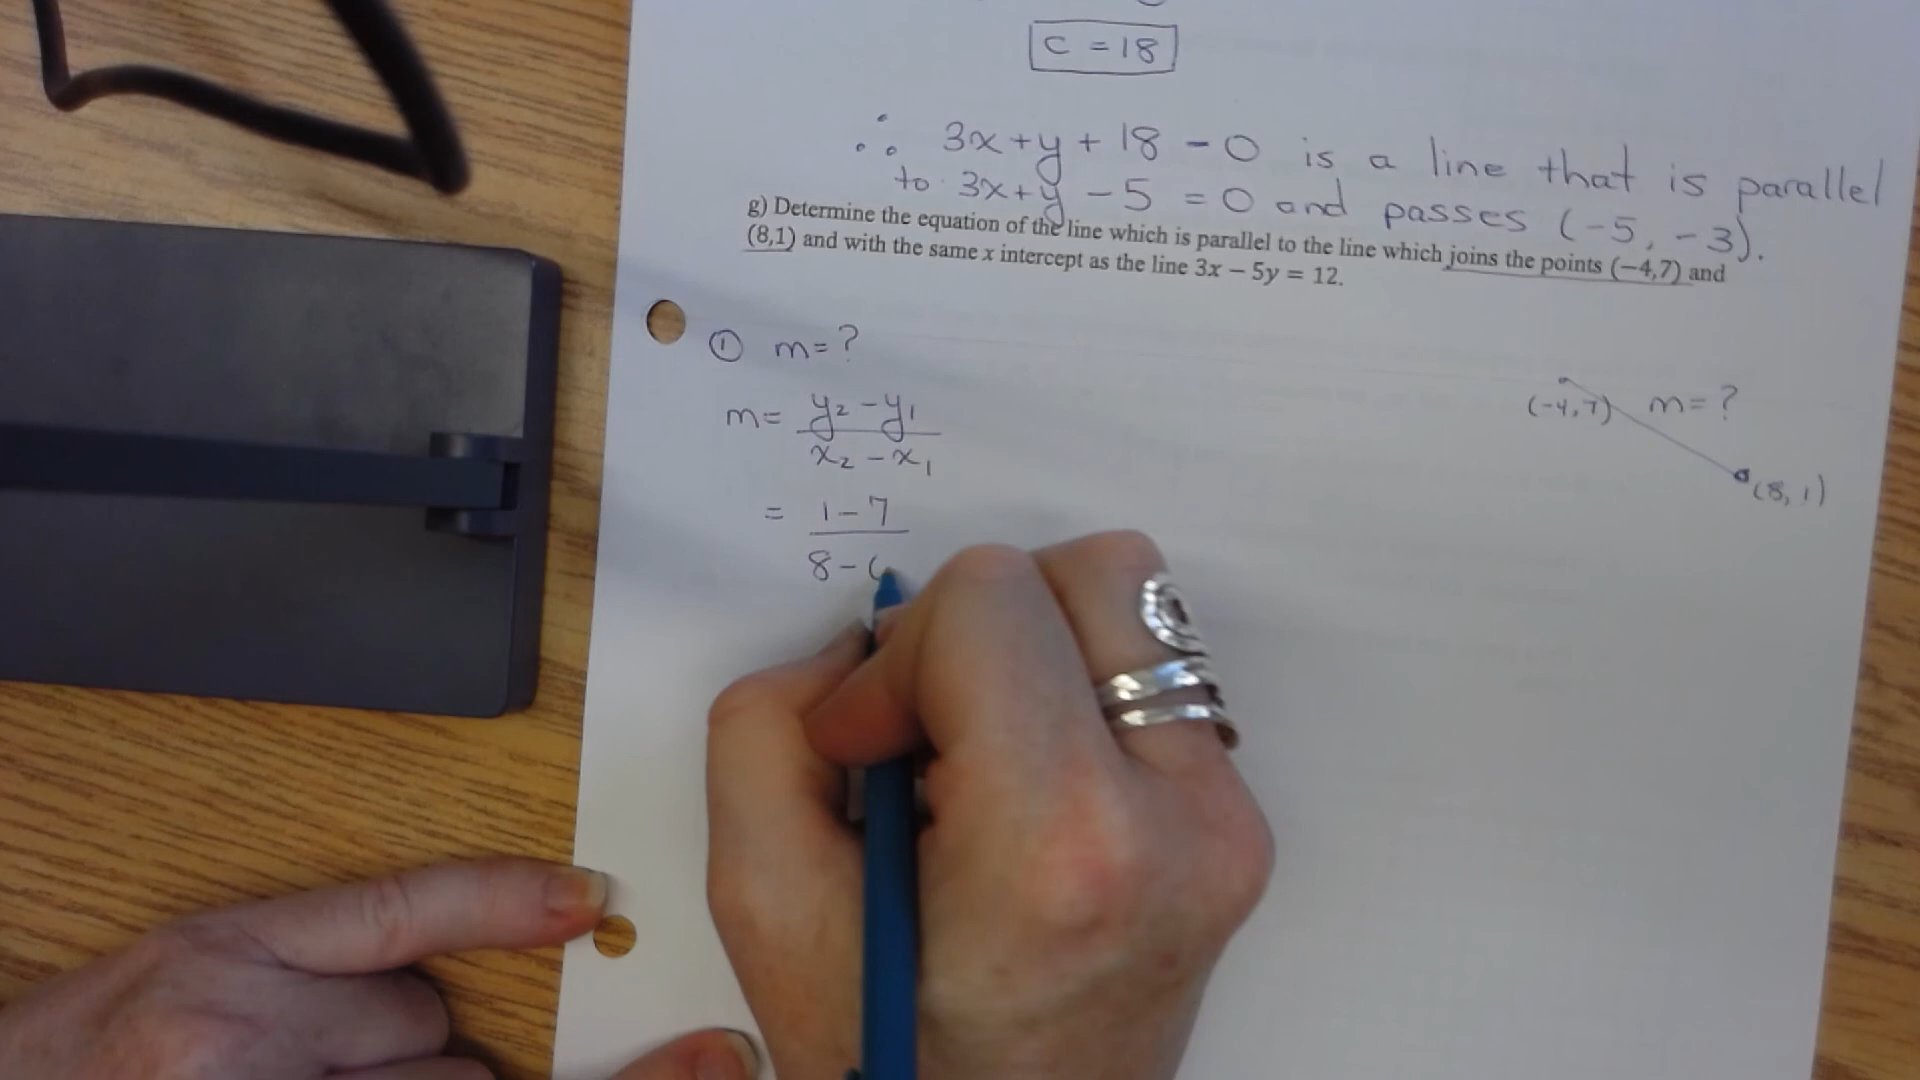 C = 18
∴ 3x + y + 18 - 0 is a line that is parallel
to 3x + y - 5 = 0 and passes (-5, -3).
g) Determine the equation of the line which is parallel to the line which joins the points (−4,7) and
(8,1) and with the same x intercept as the line 3x − 5y = 12.
① m = ?
(-4, 7) m = ?
m = y₂ - y₁
x₂ - x₁
(8, 1)
= 1 - 7
8 - (